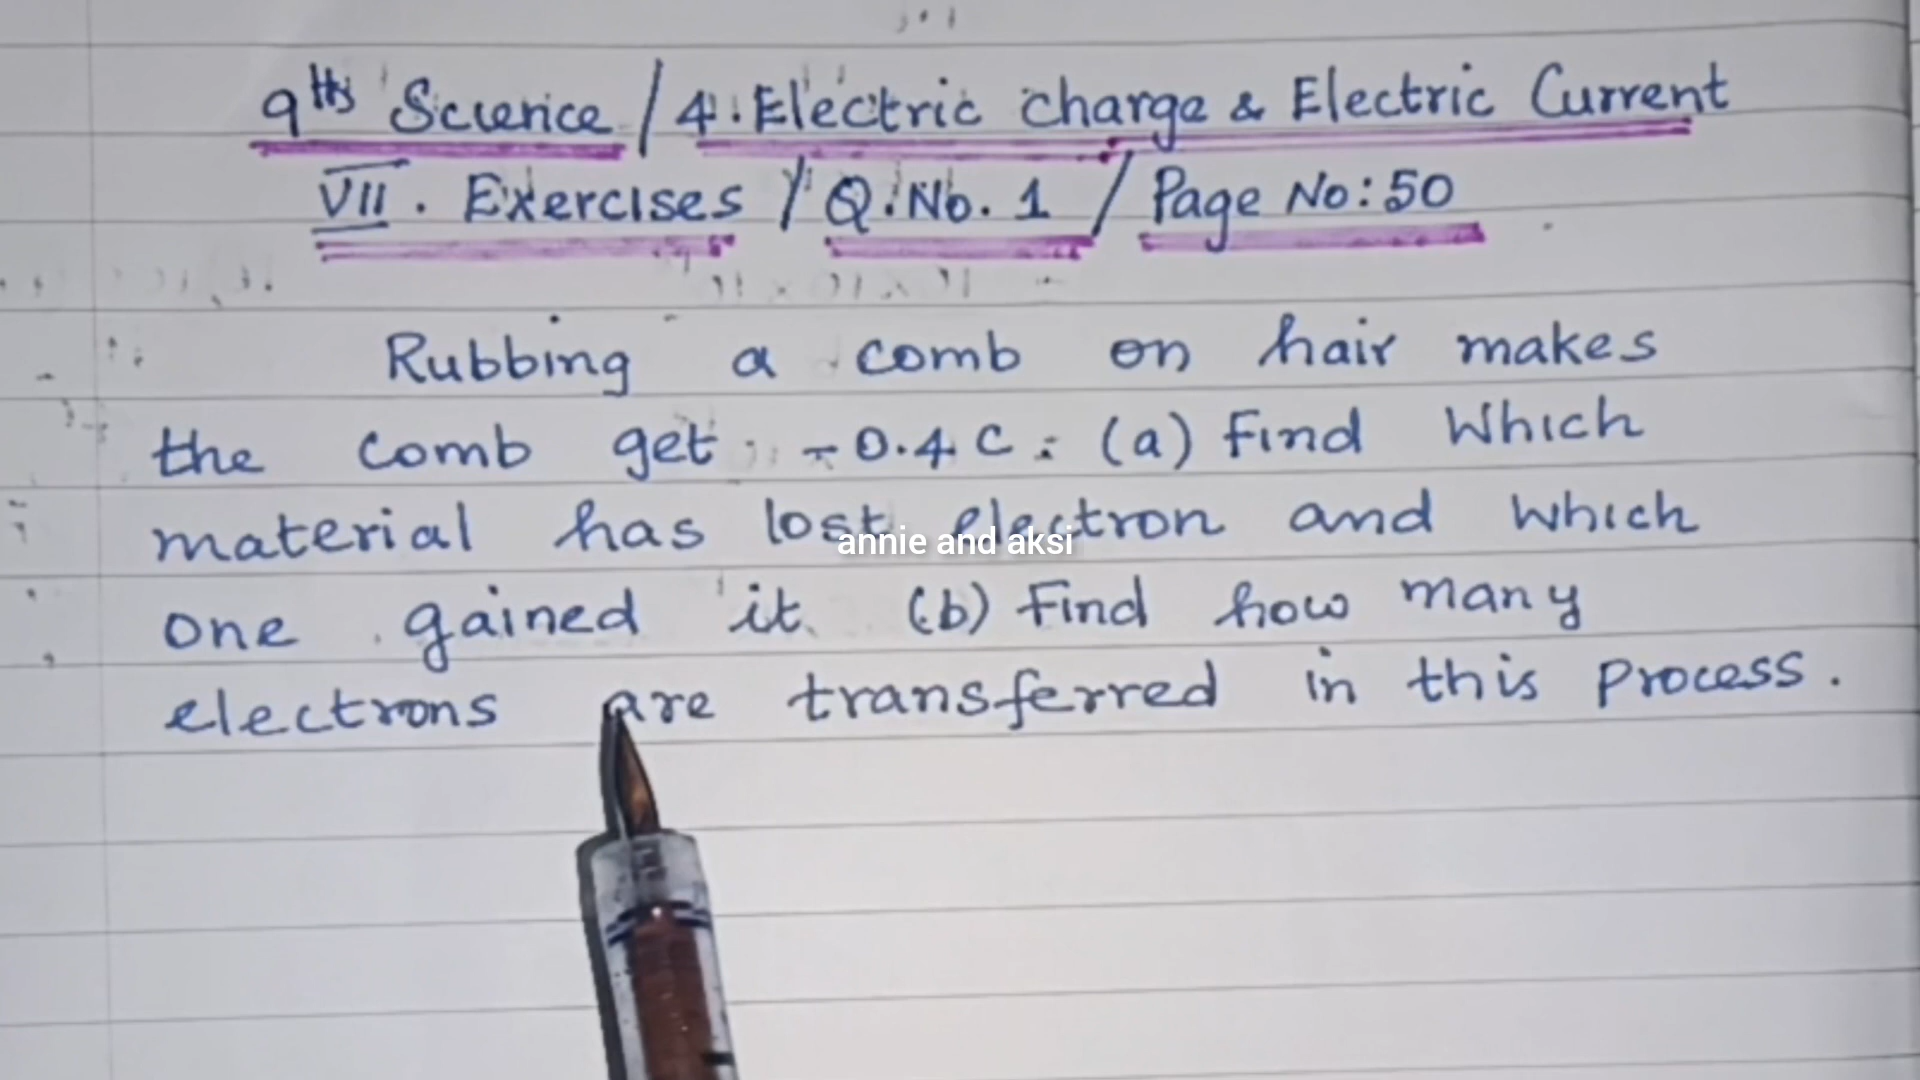 9th Science / 4. Electric charge & Electric Current
VII. Exercises / Q. No. 1 / Page No: 50
Rubbing a comb on hair makes
the comb get -0.4 C. (a) Find Which
material has lost electron and which
one gained it (b) Find how many
electrons are transferred in this process.
annie and aksi